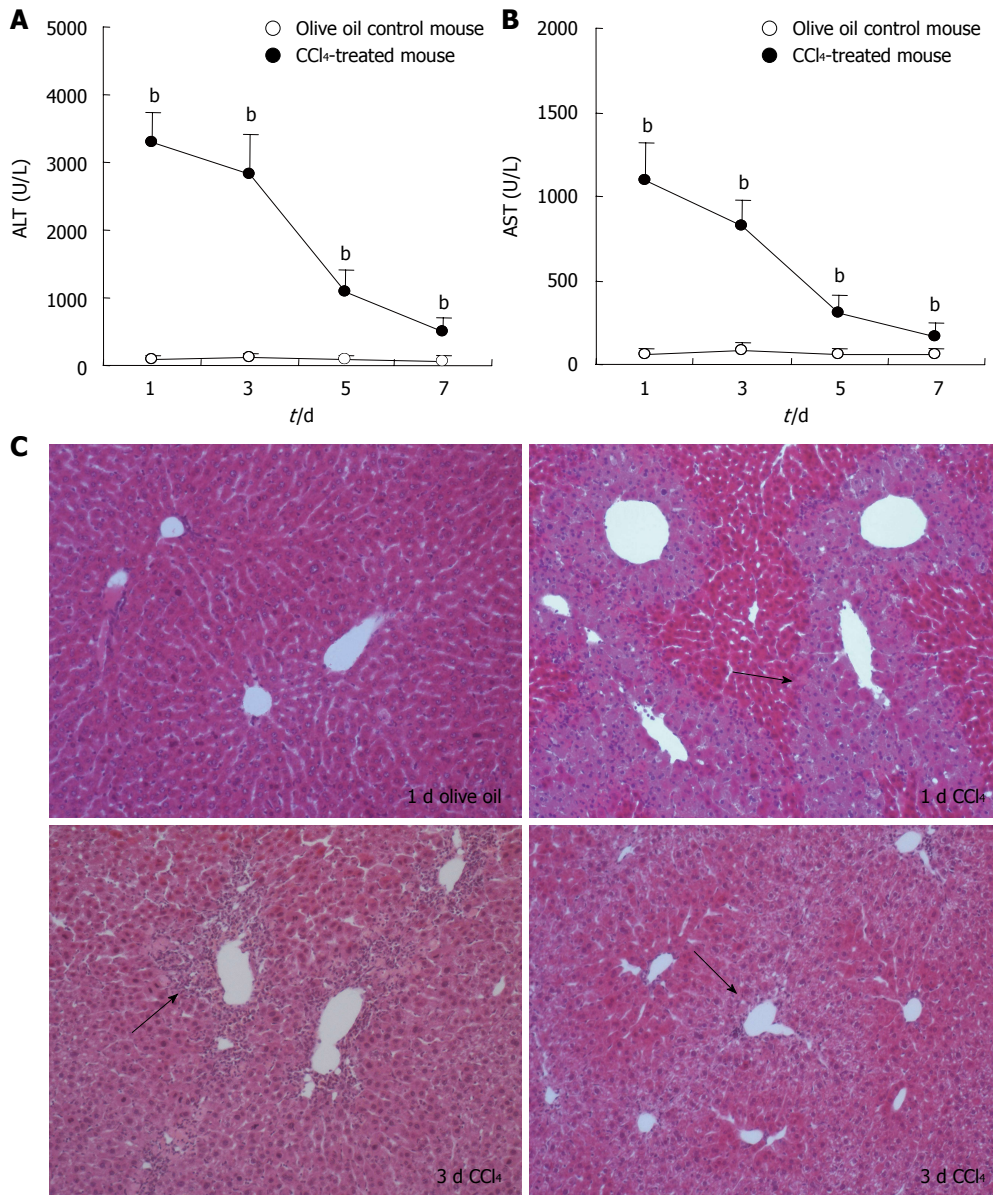 A
Olive oil control mouse
CCl4-treated mouse
ALT (U/L)
5000
4000
3000
2000
1000
0
b
b
b
b
1 3 5 7
t/d
B
Olive oil control mouse
CCl4-treated mouse
AST (U/L)
2000
1500
1000
500
0
b
b
b
b
1 3 5 7
t/d
C
1 d olive oil
1 d CCl4
3 d CCl4
3 d CCl4